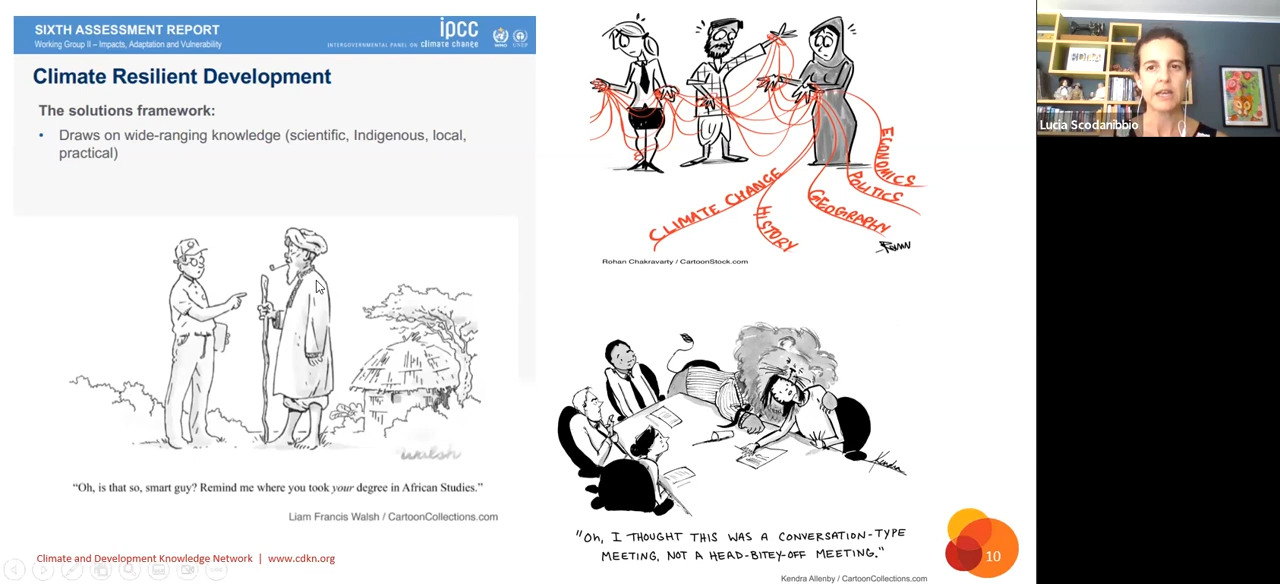 SIXTH ASSESSMENT REPORT
Working Group II – Impacts, Adaptation and Vulnerability
ipcc
INTERGOVERNMENTAL PANEL ON climate change
WMO UNEP
Climate Resilient Development
The solutions framework:
• Draws on wide-ranging knowledge (scientific, Indigenous, local,
practical)
walsh
“Oh, is that so, smart guy? Remind me where you took your degree in African Studies.”
Liam Francis Walsh / CartoonCollections.com
Climate and Development Knowledge Network | www.cdkn.org
ECONOMICS
POLITICS
GEOGRAPHY
CLIMATE CHANGE
HISTORY
Rohan Chakravarty / CartoonStock.com
Kendra
"Oh, I THOUGHT THIS WAS A CONVERSATION-TYPE
MEETING, NOT A HEAD-BITEY-OFF MEETING."
Kendra Allenby / CartoonCollections.com
10
Lucia Scodanibbio